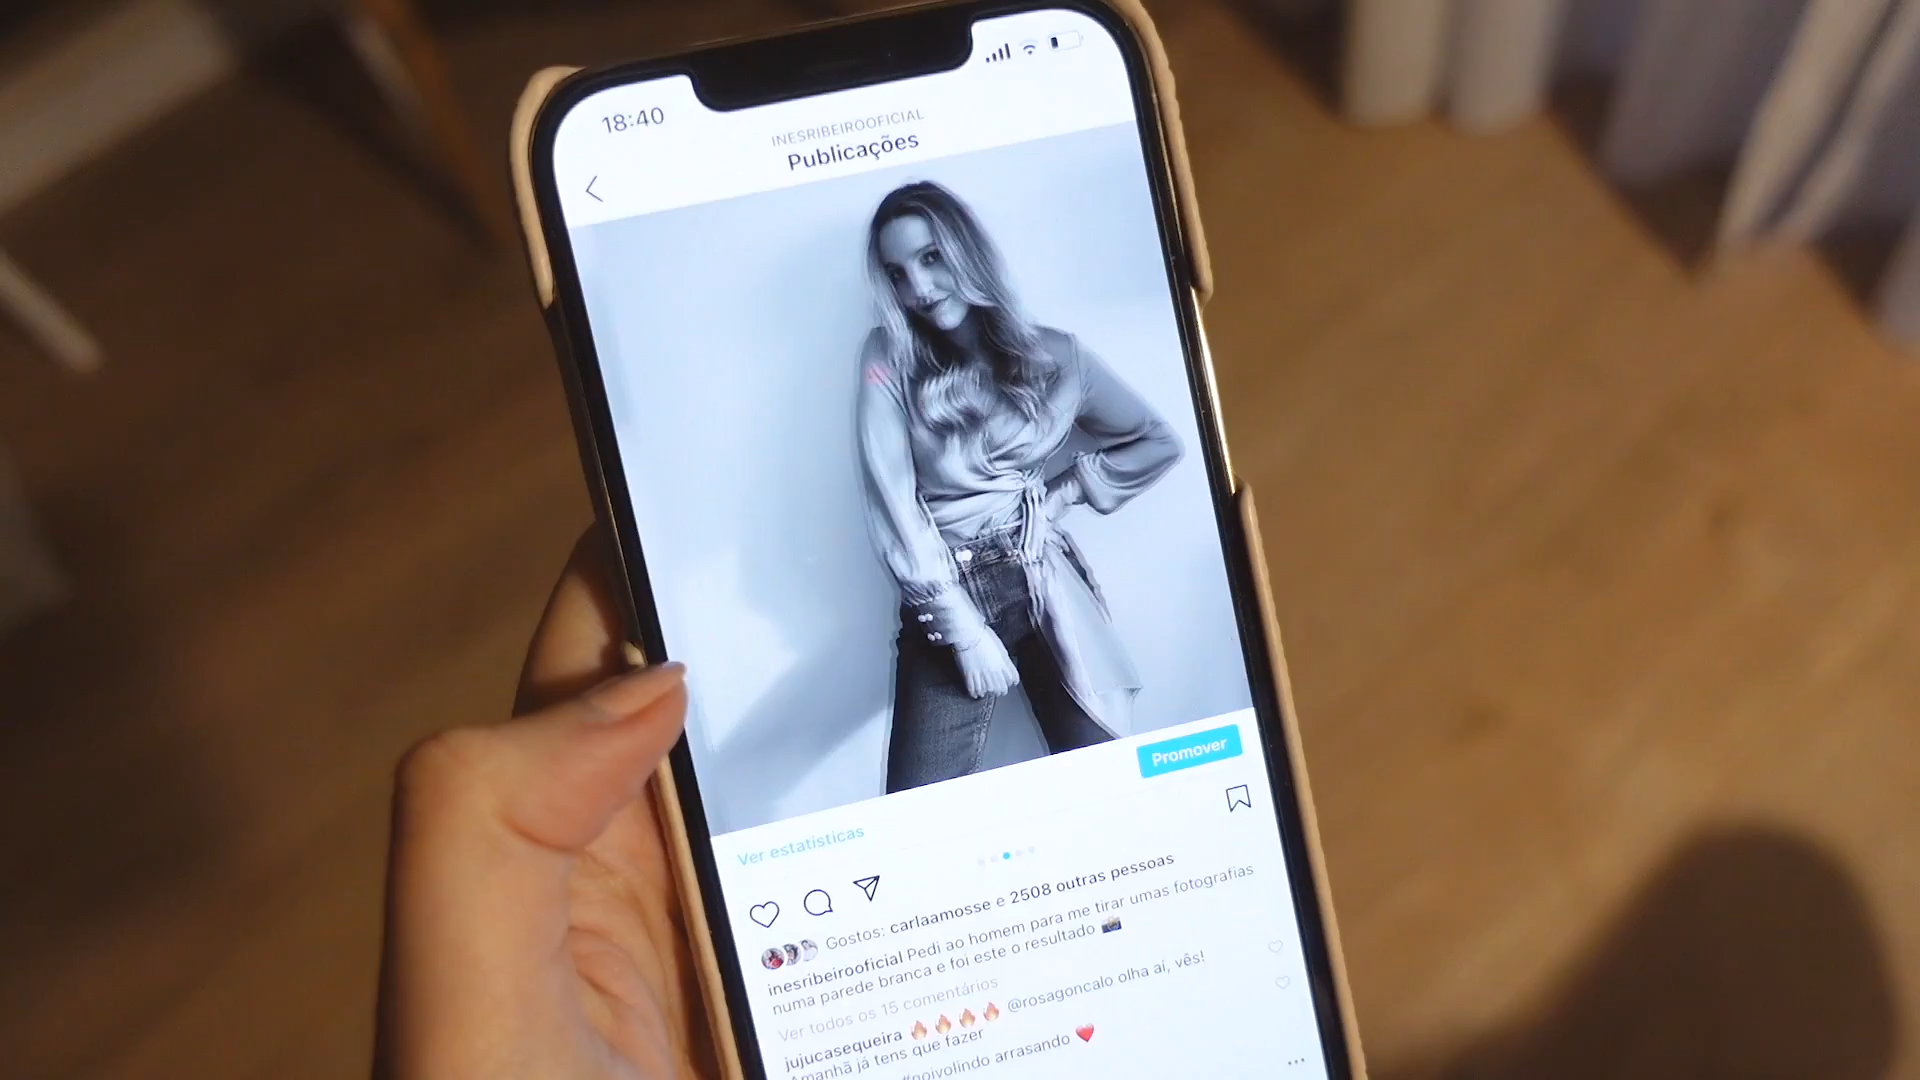 18:40
INESRIBEIROOFICIAL
Publicações
Promover
Ver estatísticas
Gostos: carlaamosse e 2508 outras pessoas
inesribeirooficial Pedi ao homem para me tirar umas fotografias
numa parede branca e foi este o resultado 📸
Ver todos os 15 comentários
jujucasequeira 🔥🔥🔥🔥 @rosagoncalo olha aí, vês!
Amanhã já tens que fazer
#noivolindo arrasando ❤️